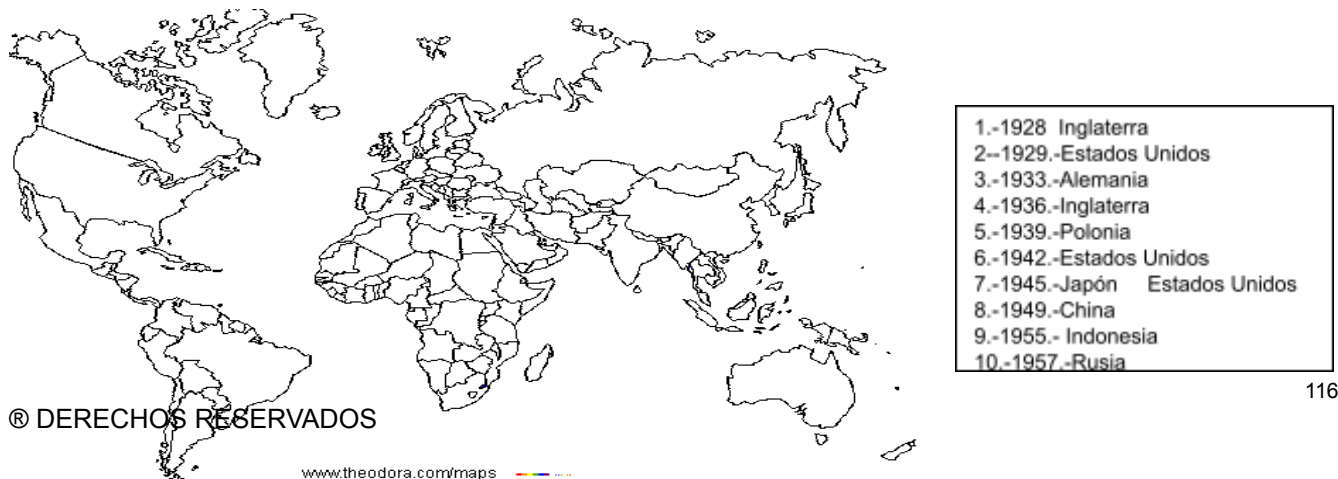 1.-1928 Inglaterra
2--1929.-Estados Unidos
3.-1933.-Alemania
4.-1936.-Inglaterra
5.-1939.-Polonia
6.-1942.-Estados Unidos
7.-1945.-Japón Estados Unidos
8.-1949.-China
9.-1955.- Indonesia
10.-1957.-Rusia
116
® DERECHOS RESERVADOS
www.theodora.com/maps